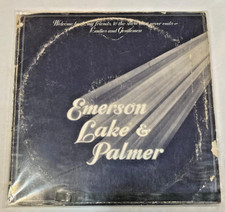 Welcome back, my friends, to the show that never ends ~
Ladies and Gentlemen
Emerson
Lake &
Palmer